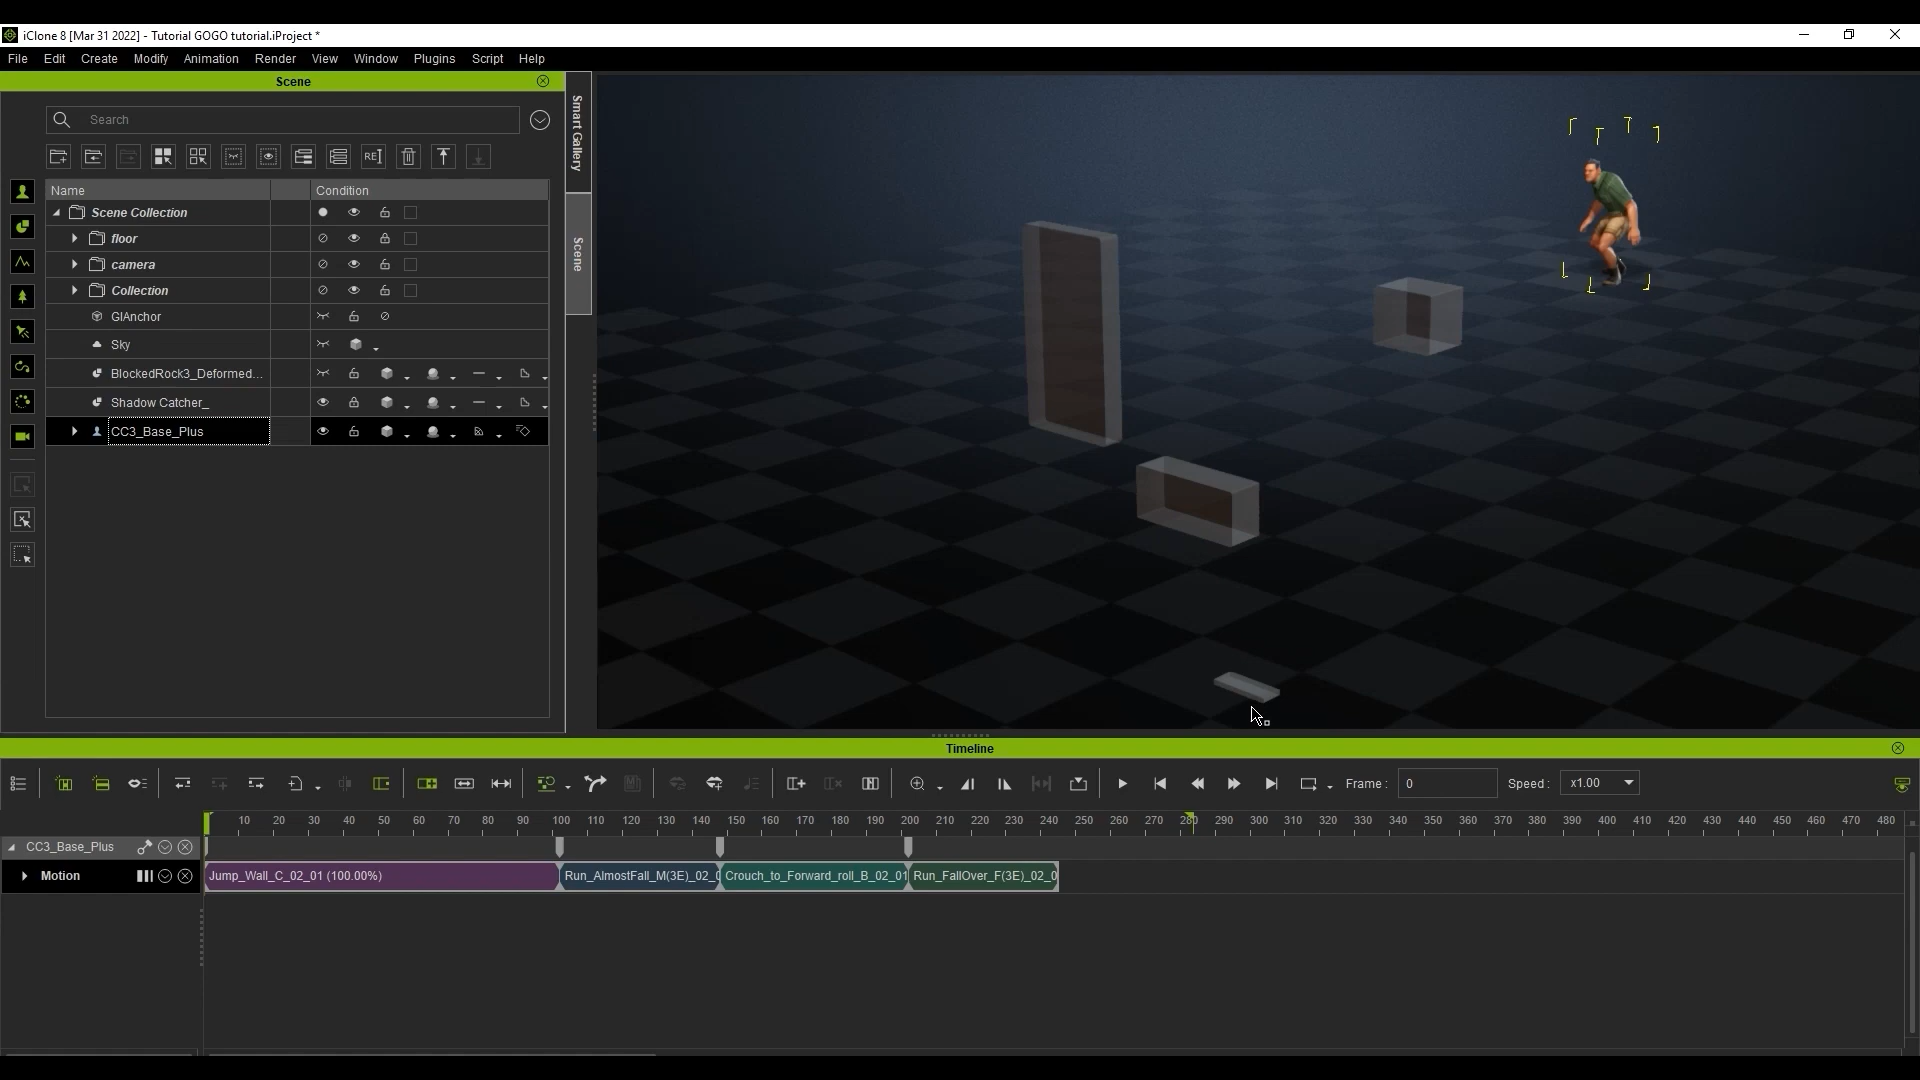 iClone 8 [Mar 31 2022] - Tutorial GOGO tutorial.iProject *
File Edit Create Modify Animation Render View Window Plugins Script Help
Scene
Search
Smart Gallery
Scene
Name Condition
Scene Collection
floor
camera
Collection
GIAnchor
Sky
BlockedRock3_Deformed...
Shadow Catcher_
CC3_Base_Plus
Timeline
Frame : 0 Speed : x1.00
10 20 30 40 50 60 70 80 90 100 110 120 130 140 150 160 170 180 190 200 210 220 230 240 250 260 270 280 290 300 310 320 330 340 350 360 370 380 390 400 410 420 430 440 450 460 470 480
CC3_Base_Plus
Motion
Jump_Wall_C_02_01 (100.00%) Run_AlmostFall_M(3E)_02_0 Crouch_to_Forward_roll_B_02_01 Run_FallOver_F(3E)_02_0